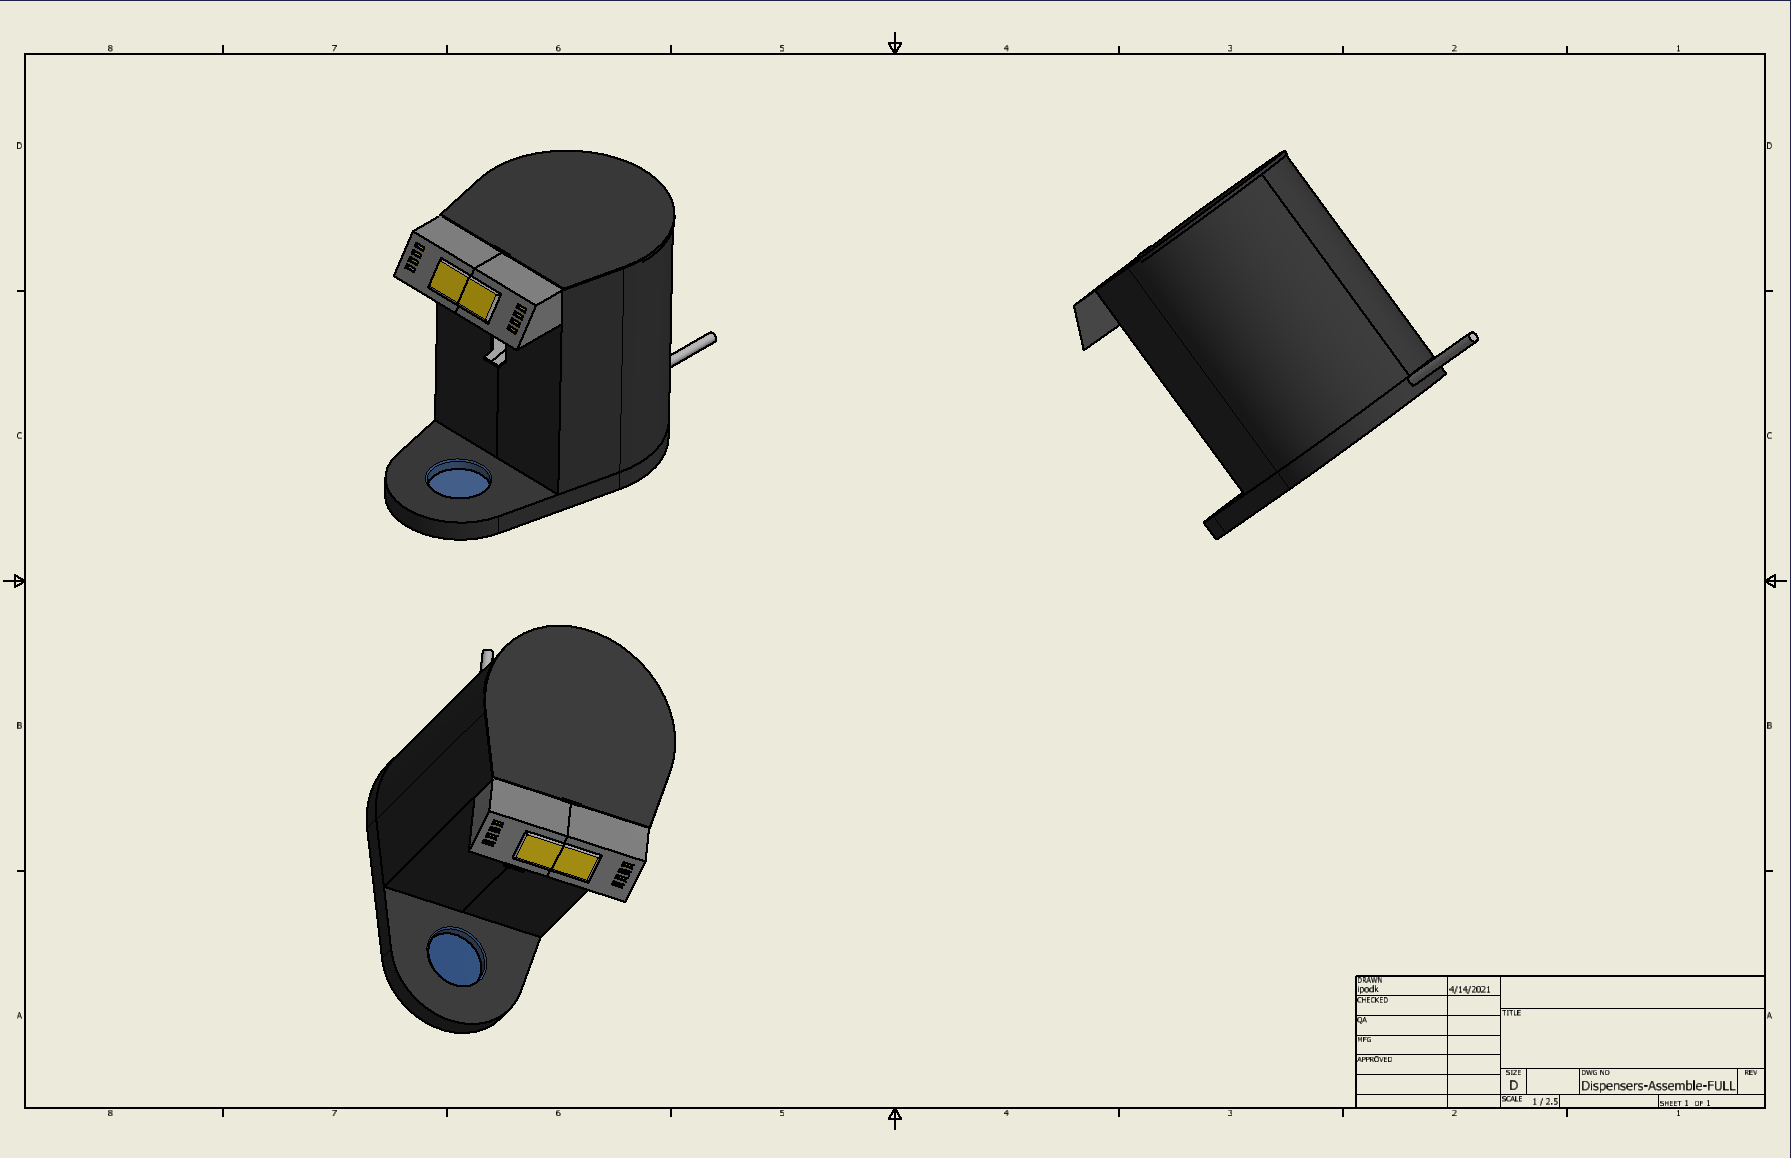 8 7 6 5 4 3 2 1
D D
C C
B B
A A
DRAWN
ipodk 4/14/2021
CHECKED
QA
MFG
APPROVED
TITLE
SIZE
D
DWG NO
Dispensers-Assemble-FULL
REV
SCALE 1 / 2.5
SHEET 1 OF 1
8 7 6 5 4 3 2 1